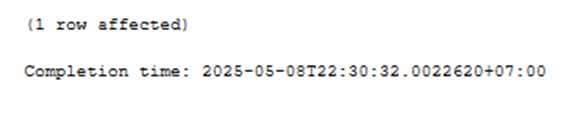 (1 row affected)
Completion time: 2025-05-08T22:30:32.0022620+07:00